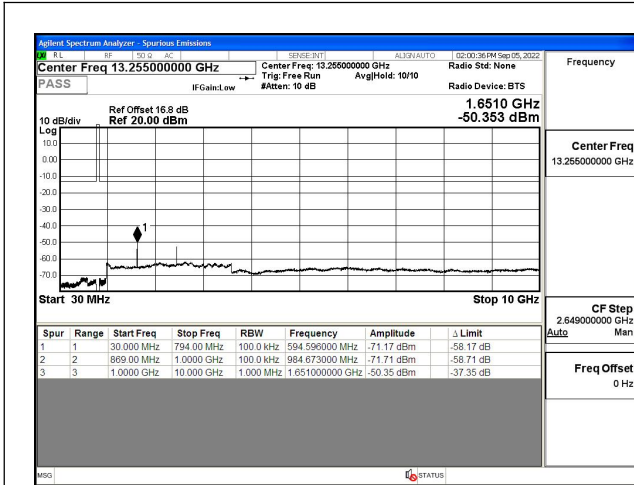 Agilent Spectrum Analyzer - Spurious Emissions
RL RF 50 Ω AC SENSE:INT ALIGN AUTO 02:00:36 PM Sep 05, 2022
Center Freq 13.255000000 GHz Center Freq: 13.255000000 GHz Radio Std: None
Trig: Free Run Avg|Hold: 10/10
PASS IFGain:Low #Atten: 10 dB Radio Device: BTS
Ref Offset 16.8 dB 1.6510 GHz
10 dB/div Ref 20.00 dBm -50.353 dBm
Log
10.0
0.00
-10.0
-20.0
-30.0
-40.0
1
-50.0
-60.0
-70.0
Start 30 MHz Stop 10 GHz
Spur Range Start Freq Stop Freq RBW Frequency Amplitude Δ Limit
1 1 30.000 MHz 794.00 MHz 100.0 kHz 594.596000 MHz -71.17 dBm -58.17 dB
2 2 869.00 MHz 1.0000 GHz 100.0 kHz 984.673000 MHz -71.71 dBm -58.71 dB
3 3 1.0000 GHz 10.000 GHz 1.000 MHz 1.651000000 GHz -50.35 dBm -37.35 dB
MSG STATUS
Frequency
Center Freq
13.255000000 GHz
CF Step
2.649000000 GHz
Auto Man
Freq Offset
0 Hz